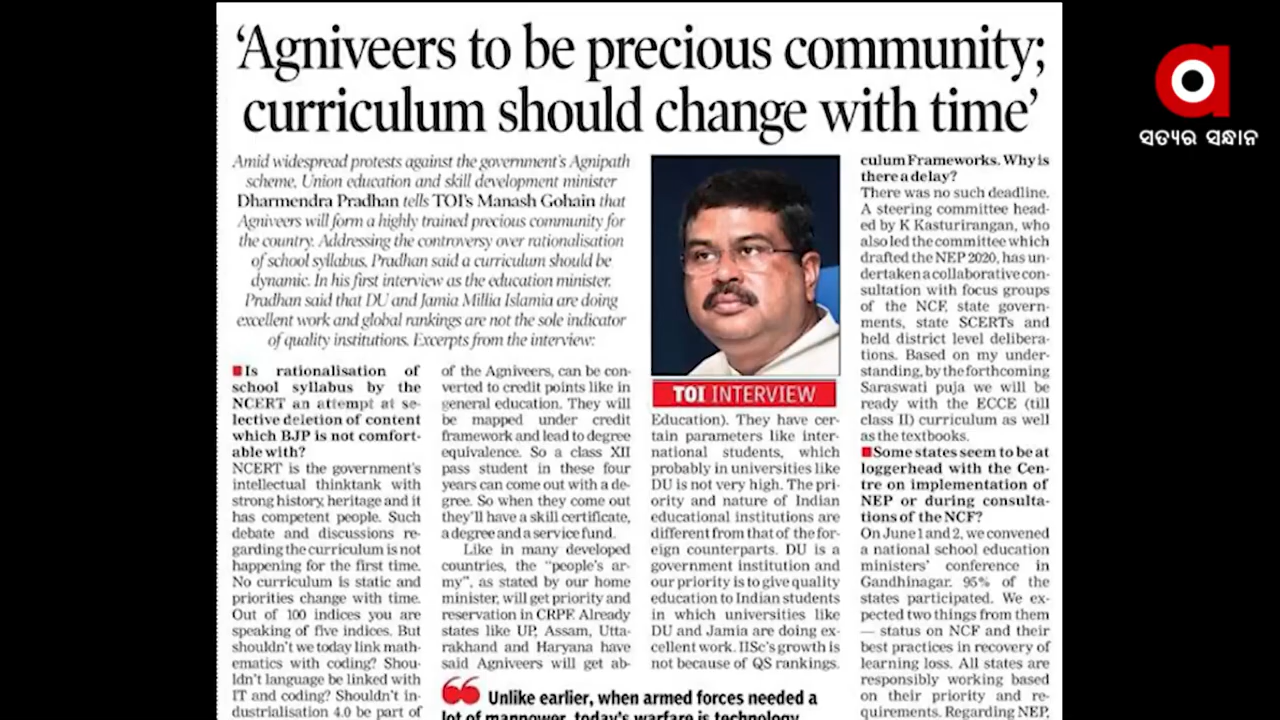 'Agniveers to be precious community;
curriculum should change with time'
Amid widespread protests against the government's Agnipath
scheme, Union education and skill development minister
Dharmendra Pradhan tells TOI's Manash Gohain that
Agniveers will form a highly trained precious community for
the country. Addressing the controversy over rationalisation
of school syllabus, Pradhan said a curriculum should be
dynamic. In his first interview as the education minister,
Pradhan said that DU and Jamia Millia Islamia are doing
excellent work and global rankings are not the sole indicator
of quality institutions. Excerpts from the interview:
Is rationalisation of
school syllabus by the
NCERT an attempt at se-
lective deletion of content
which BJP is not comfort-
able with?
NCERT is the government's
intellectual thinktank with
strong history, heritage and it
has competent people. Such
debate and discussions re-
garding the curriculum is not
happening for the first time.
No curriculum is static and
priorities change with time.
Out of 100 indices you are
speaking of five indices. But
shouldn't we today link math-
ematics with coding? Shou-
ldn't language be linked with
IT and coding? Shouldn't in-
dustrialisation 4.0 be part of
of the Agniveers, can be con-
verted to credit points like in
general education. They will
be mapped under credit
framework and lead to degree
equivalence. So a class XII
pass student in these four
years can come out with a de-
gree. So when they come out
they'll have a skill certificate,
a degree and a service fund.
Like in many developed
countries, the "people's ar-
my", as stated by our home
minister, will get priority and
reservation in CRPF. Already
states like UP, Assam, Utta-
rakhand and Haryana have
said Agniveers will get ab-
Unlike earlier, when armed forces needed a
lot of manpower, today's warfare is technology
TOI INTERVIEW
Education). They have cer-
tain parameters like inter-
national students, which
probably in universities like
DU is not very high. The pri-
ority and nature of Indian
educational institutions are
different from that of the for-
eign counterparts. DU is a
government institution and
our priority is to give quality
education to Indian students
in which universities like
DU and Jamia are doing ex-
cellent work. IISc's growth is
not because of QS rankings.
culum Frameworks. Why is
there a delay?
There was no such deadline.
A steering committee head-
ed by K Kasturirangan, who
also led the committee which
drafted the NEP 2020, has un-
dertaken a collaborative con-
sultation with focus groups
of the NCF, state govern-
ments, state SCERTs and
held district level delibera-
tions. Based on my under-
standing, by the forthcoming
Saraswati puja we will be
ready with the ECCE (till
class II) curriculum as well
as the textbooks.
Some states seem to be at
loggerhead with the Cen-
tre on implementation of
NEP or during consulta-
tions of the NCF?
On June 1 and 2, we convened
a national school education
ministers' conference in
Gandhinagar. 95% of the
states participated. We ex-
pected two things from them
— status on NCF and their
best practices in recovery of
learning loss. All states are
responsibly working based
on their priority and re-
quirements. Regarding NEP,
a
ସତ୍ୟର ସନ୍ଧାନ